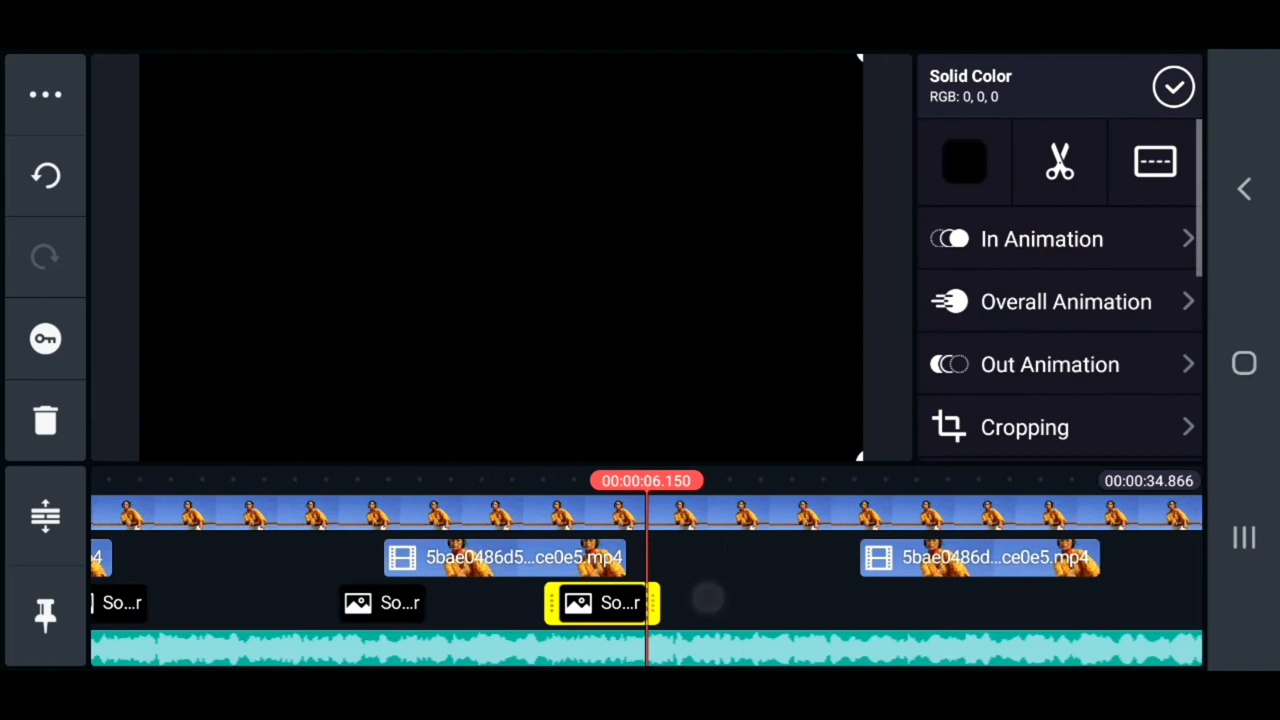 Solid Color
RGB: 0, 0, 0
In Animation
Overall Animation
Out Animation
Cropping
00:00:06.150
00:00:34.866
4
5bae0486d5...ce0e5.mp4
5bae0486d...ce0e5.mp4
So...r
So...r
So...r